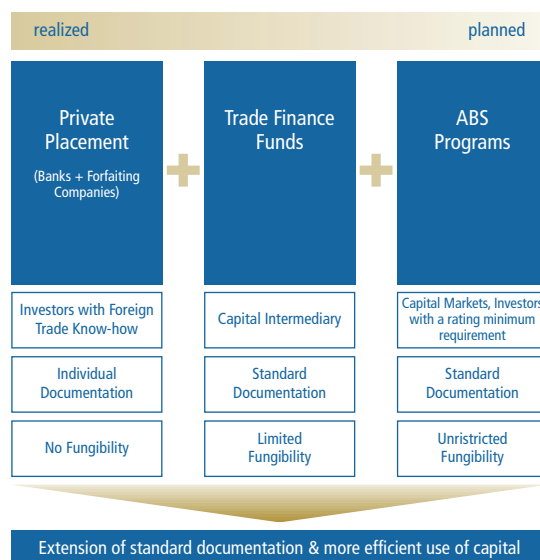 realized
planned
Private
Placement
(Banks + Forfaiting
Companies)
Trade Finance
Funds
ABS
Programs
Investors with Foreign
Trade Know-how
Capital Intermediary
Capital Markets, Investors
with a rating minimum
requirement
Individual
Documentation
Standard
Documentation
Standard
Documentation
No Fungibility
Limited
Fungibility
Unristricted
Fungibility
Extension of standard documentation & more efficient use of capital